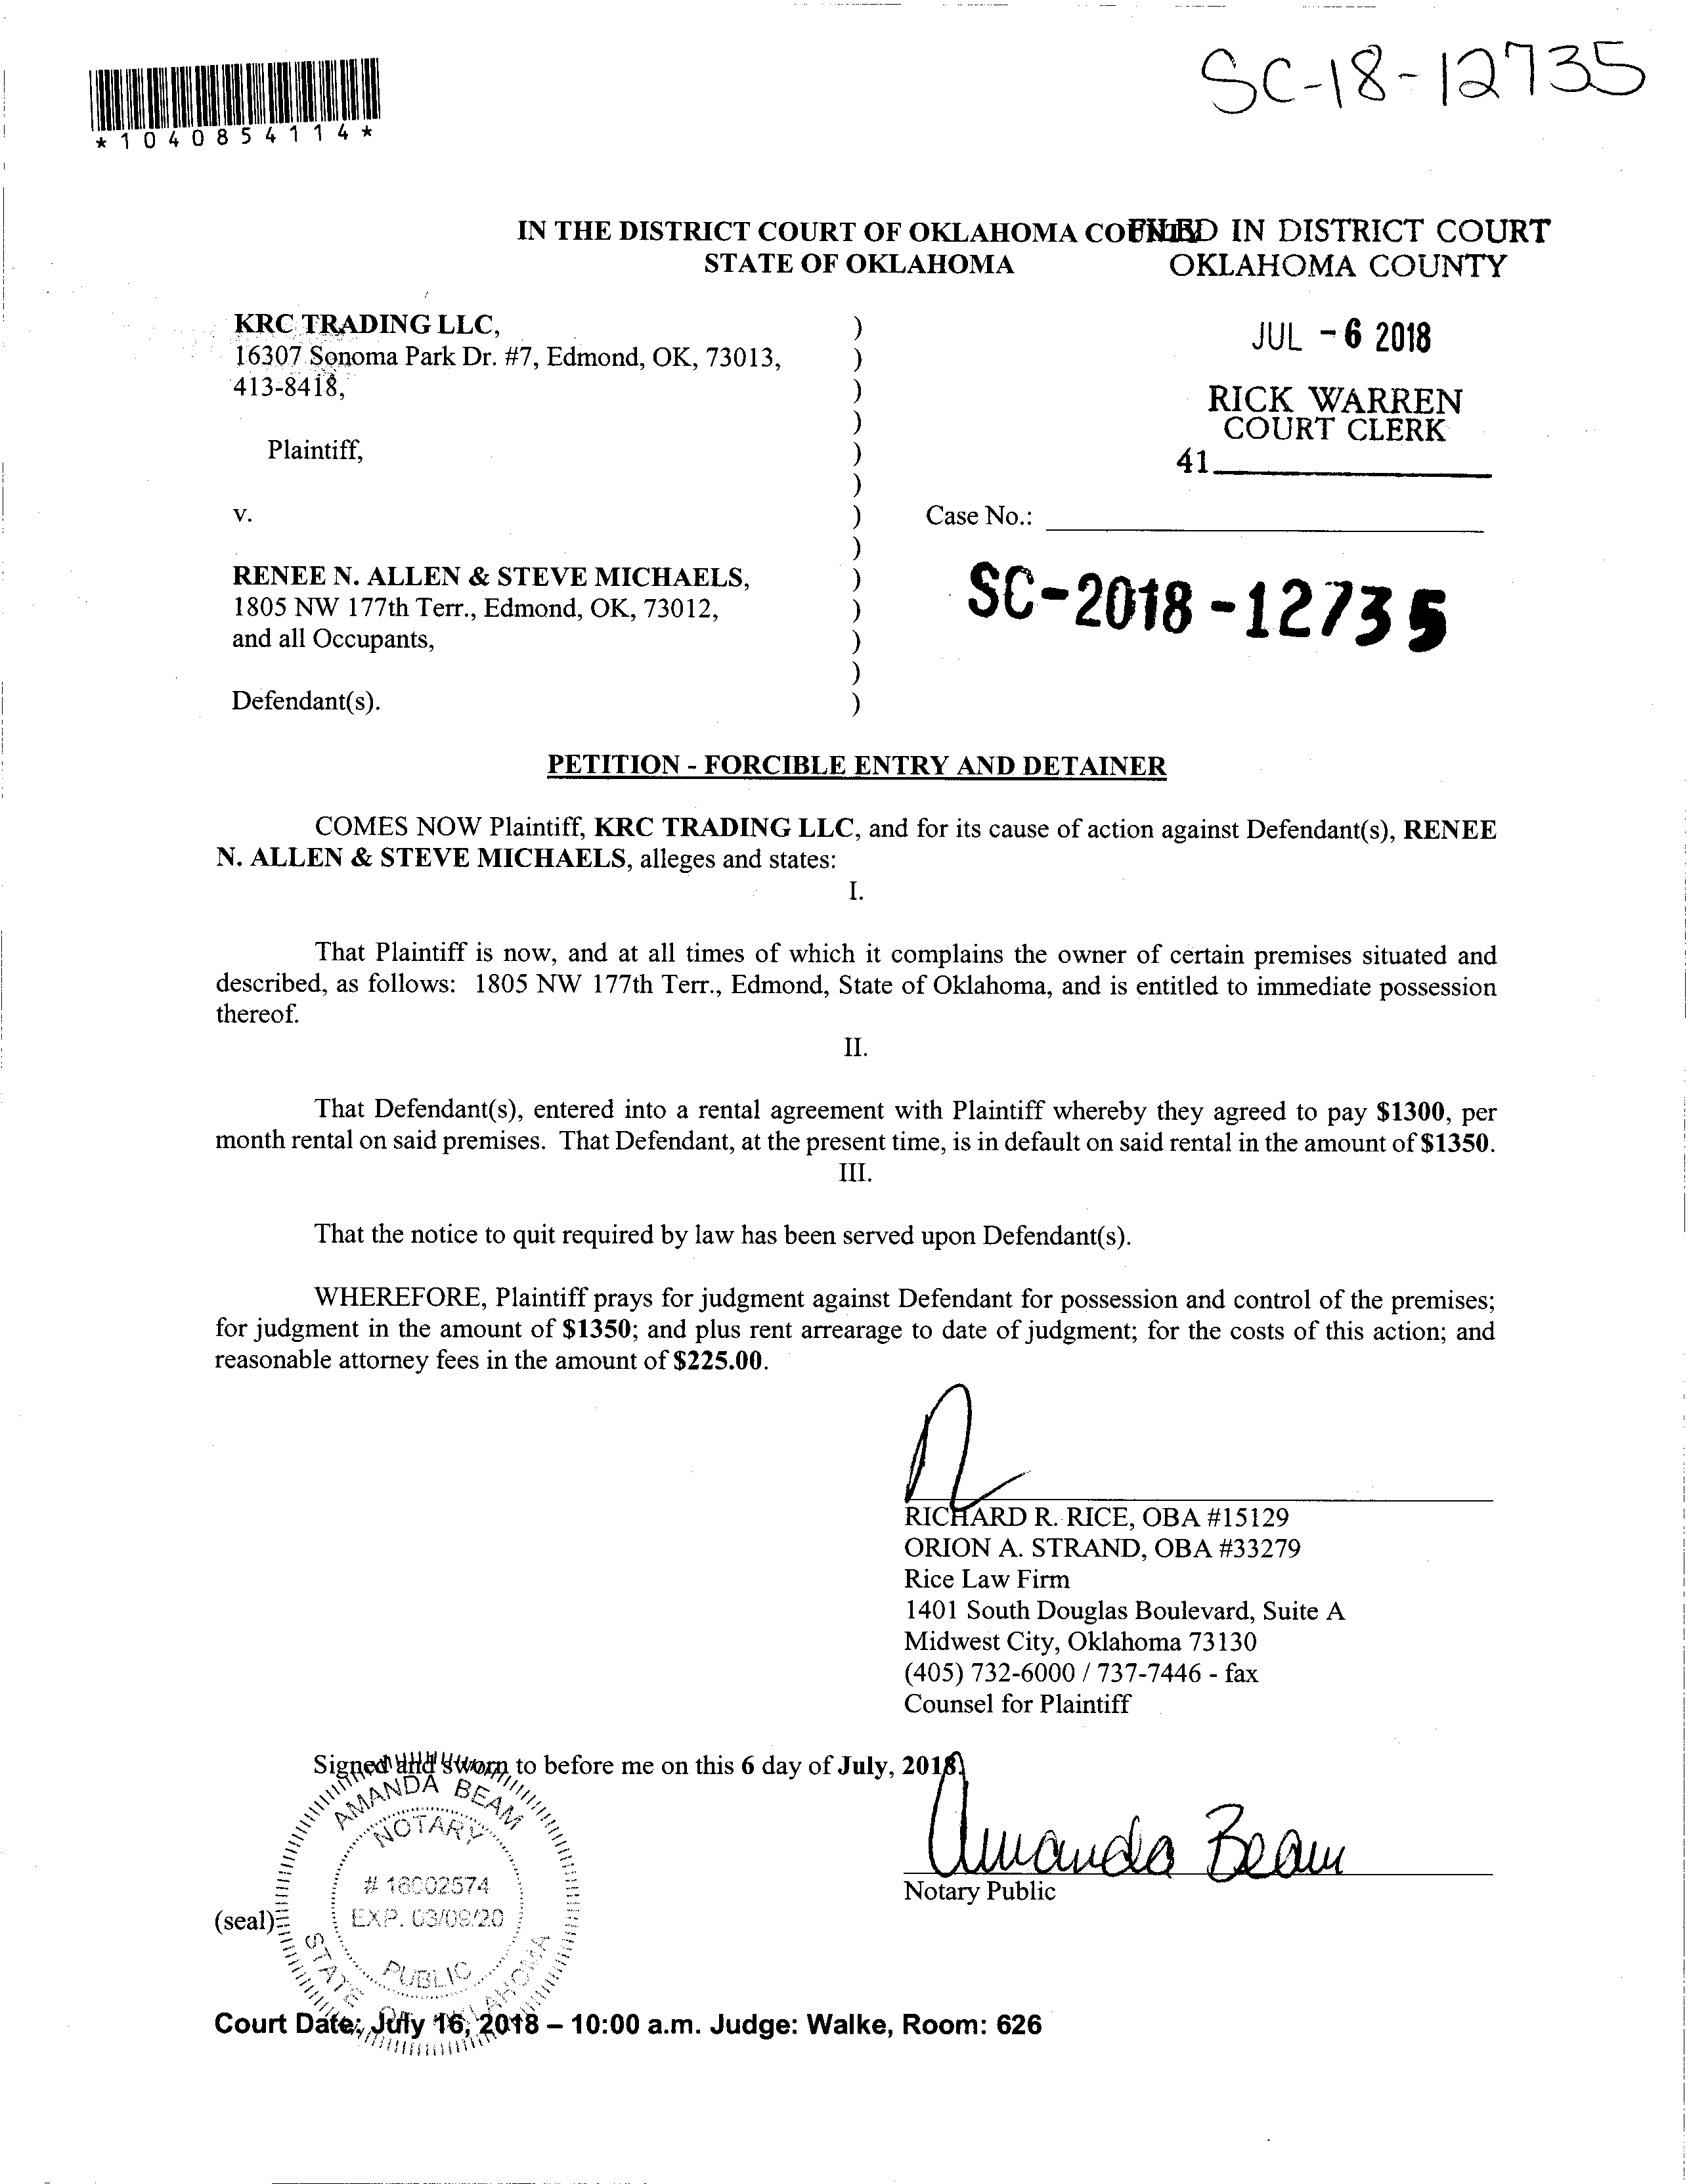 SC-18-12735
*1040854114*
IN THE DISTRICT COURT OF OKLAHOMA COUNTY
STATE OF OKLAHOMA
FILED IN DISTRICT COURT
OKLAHOMA COUNTY
JUL -6 2018
RICK WARREN
COURT CLERK
41
KRC TRADING LLC, )
16307 Sonoma Park Dr. #7, Edmond, OK, 73013, )
413-8418, )
)
Plaintiff, )
)
v. ) Case No.:
)
RENEE N. ALLEN & STEVE MICHAELS, )
1805 NW 177th Terr., Edmond, OK, 73012, )
and all Occupants, )
)
Defendant(s). )
SC-2018-12735
PETITION - FORCIBLE ENTRY AND DETAINER
COMES NOW Plaintiff, KRC TRADING LLC, and for its cause of action against Defendant(s), RENEE
N. ALLEN & STEVE MICHAELS, alleges and states:
I.
That Plaintiff is now, and at all times of which it complains the owner of certain premises situated and
described, as follows: 1805 NW 177th Terr., Edmond, State of Oklahoma, and is entitled to immediate possession
thereof.
II.
That Defendant(s), entered into a rental agreement with Plaintiff whereby they agreed to pay $1300, per
month rental on said premises. That Defendant, at the present time, is in default on said rental in the amount of $1350.
III.
That the notice to quit required by law has been served upon Defendant(s).
WHEREFORE, Plaintiff prays for judgment against Defendant for possession and control of the premises;
for judgment in the amount of $1350; and plus rent arrearage to date of judgment; for the costs of this action; and
reasonable attorney fees in the amount of $225.00.
RICHARD R. RICE, OBA #15129
ORION A. STRAND, OBA #33279
Rice Law Firm
1401 South Douglas Boulevard, Suite A
Midwest City, Oklahoma 73130
(405) 732-6000 / 737-7446 - fax
Counsel for Plaintiff
Signed and sworn to before me on this 6 day of July, 2018.
Amanda Beam
Notary Public
AMANDA BEAM
NOTARY
# 16002574
EXP. 03/09/20
PUBLIC
STATE OF OKLAHOMA
(seal)
Court Date: July 16, 2018 – 10:00 a.m. Judge: Walke, Room: 626